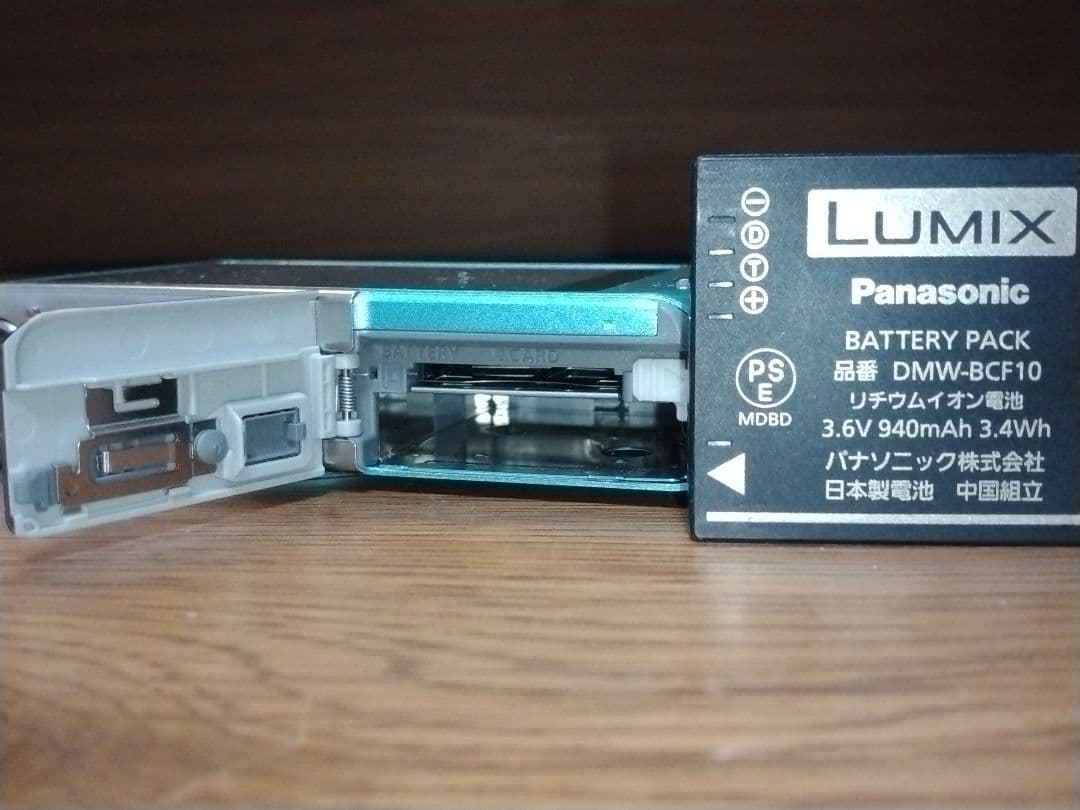 BATTERY CARD
− D T +
LUMIX
Panasonic
BATTERY PACK
品番 DMW-BCF10
リチウムイオン電池
3.6V 940mAh 3.4Wh
パナソニック株式会社
日本製電池 中国組立
PS
E
MDBD